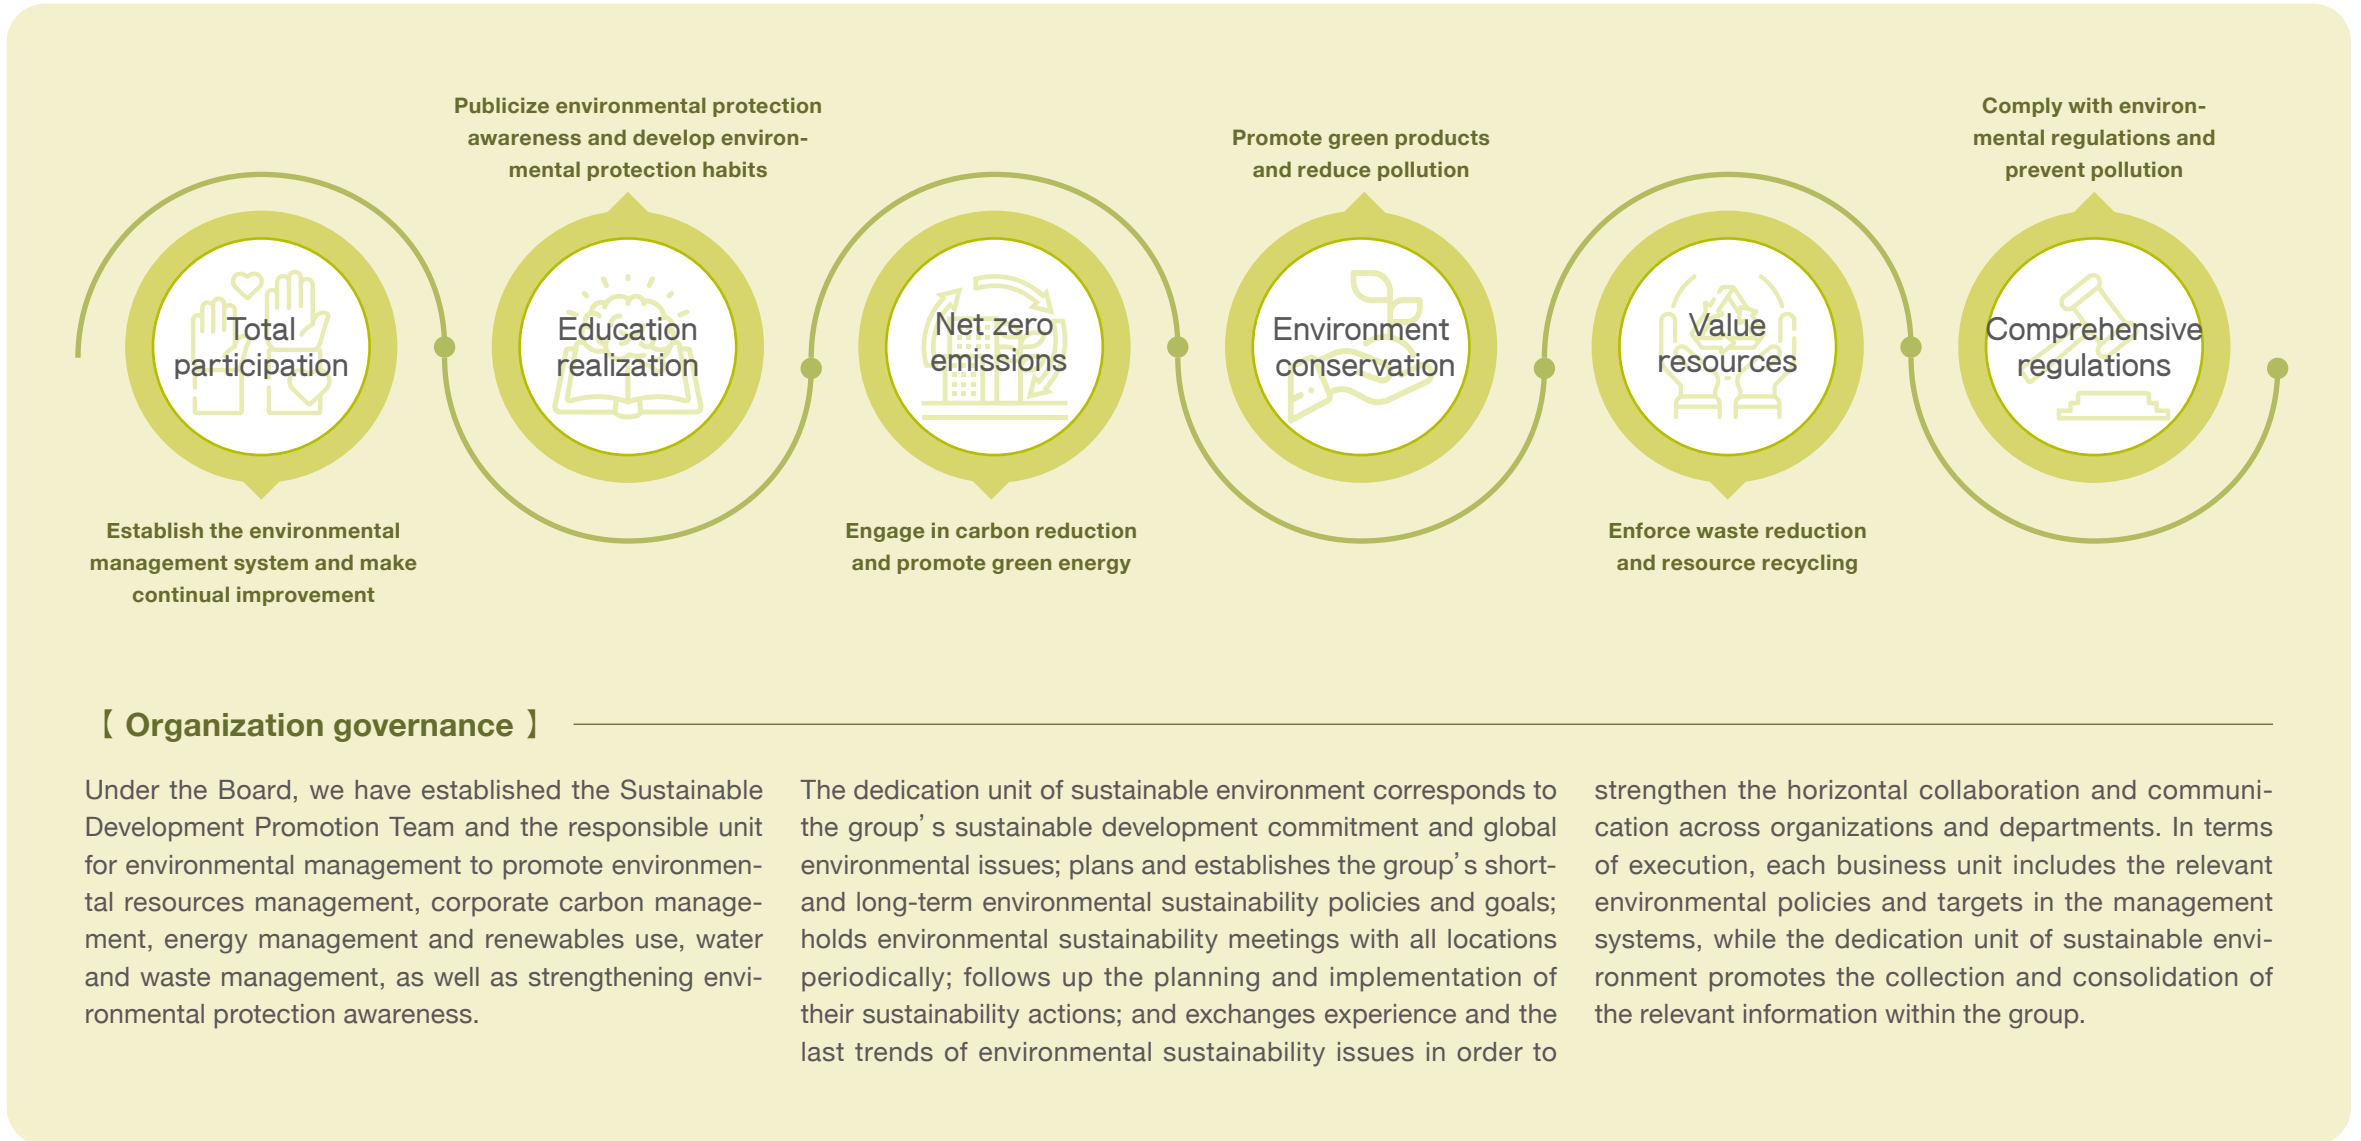 Publicize environmental protection
awareness and develop environ-
mental protection habits
Promote green products
and reduce pollution
Comply with environ-
mental regulations and
prevent pollution
Total
participation
Education
realization
Net zero
emissions
Environment
conservation
Value
resources
Comprehensive
regulations
Establish the environmental
management system and make
continual improvement
Engage in carbon reduction
and promote green energy
Enforce waste reduction
and resource recycling
【 Organization governance 】
Under the Board, we have established the Sustainable
Development Promotion Team and the responsible unit
for environmental management to promote environmen-
tal resources management, corporate carbon manage-
ment, energy management and renewables use, water
and waste management, as well as strengthening envi-
ronmental protection awareness.
The dedication unit of sustainable environment corresponds to
the group’s sustainable development commitment and global
environmental issues; plans and establishes the group’s short-
and long-term environmental sustainability policies and goals;
holds environmental sustainability meetings with all locations
periodically; follows up the planning and implementation of
their sustainability actions; and exchanges experience and the
last trends of environmental sustainability issues in order to
strengthen the horizontal collaboration and communi-
cation across organizations and departments. In terms
of execution, each business unit includes the relevant
environmental policies and targets in the management
systems, while the dedication unit of sustainable envi-
ronment promotes the collection and consolidation of
the relevant information within the group.